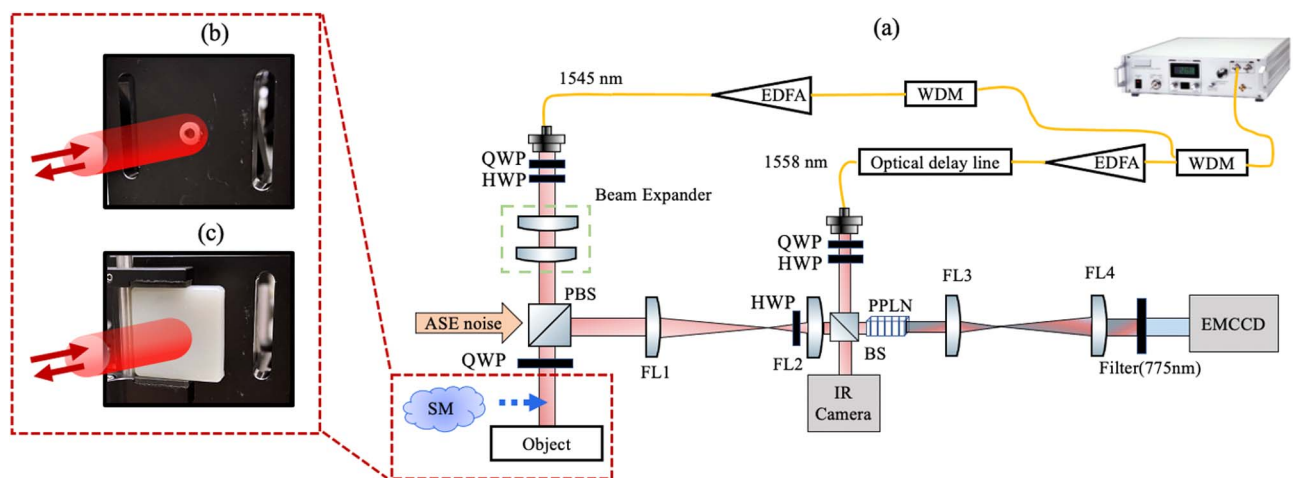 (b)
(a)
1545 nm
EDFA
WDM
1558 nm
Optical delay line
EDFA
WDM
QWP
HWP
Beam Expander
(c)
QWP
HWP
FL3
FL4
ASE noise
PBS
HWP
PPLN
EMCCD
QWP
FL1
FL2
BS
Filter(775nm)
SM
IR
Camera
Object